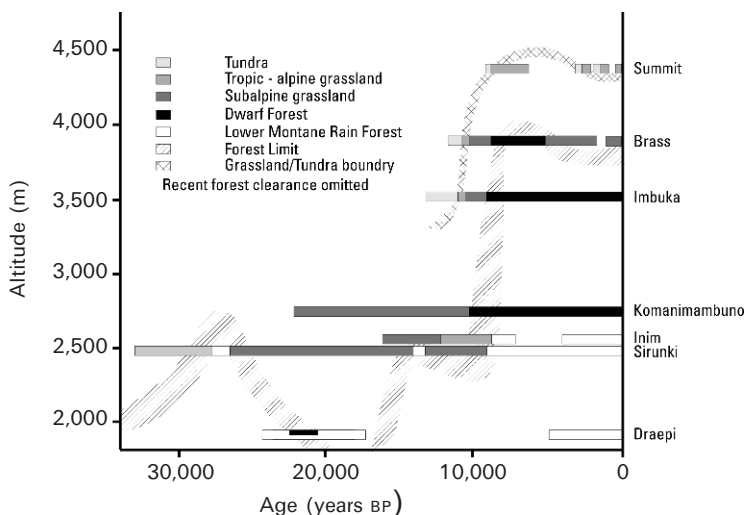 4,500
4,000
3,500
3,000
2,500
2,000
Altitude (m)
Tundra
Tropic - alpine grassland
Subalpine grassland
Dwarf Forest
Lower Montane Rain Forest
Forest Limit
Grassland/Tundra boundry
Recent forest clearance omitted
Summit
Brass
Imbuka
Komanimambuno
Inim
Sirunki
Draepi
30,000 20,000 10,000 0
Age (years BP)